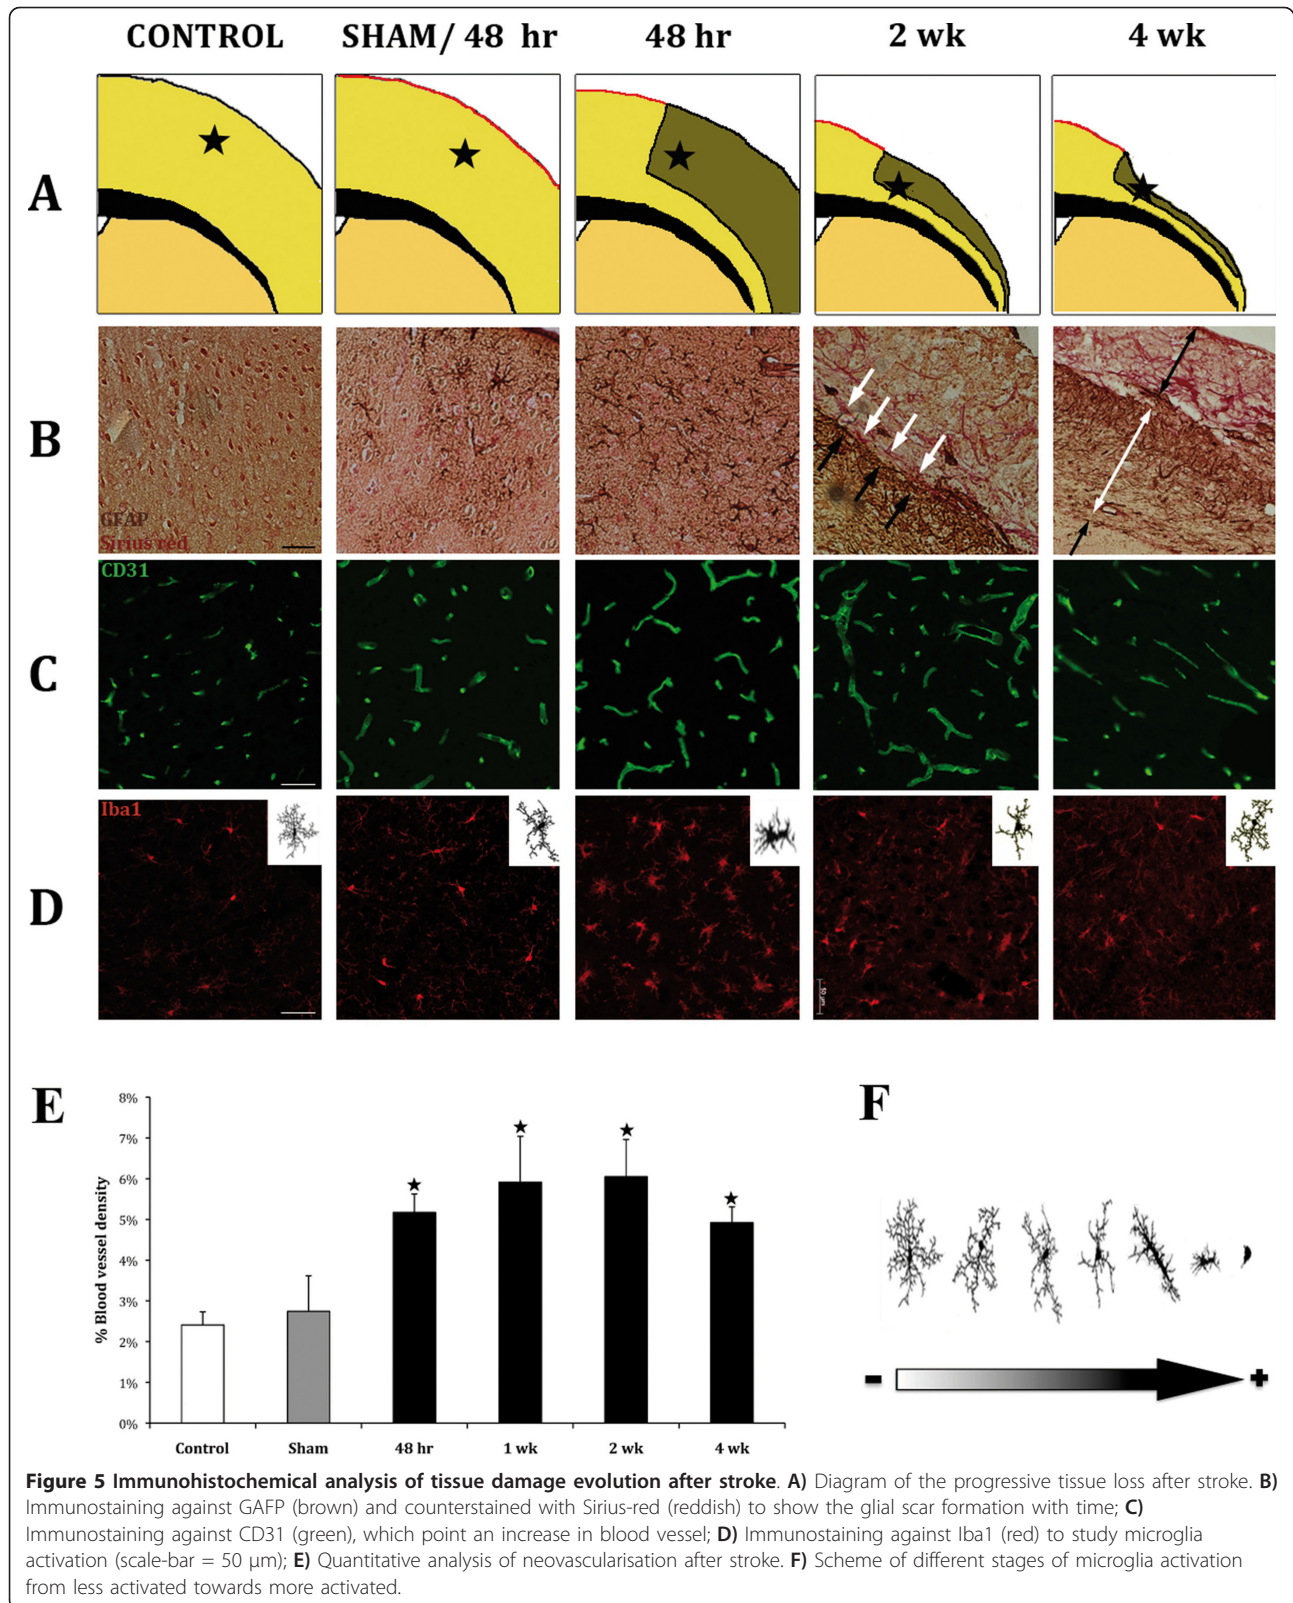 CONTROL SHAM/ 48 hr 48 hr 2 wk 4 wk
A
B
GFAP
Sirius red
CD31
C
Iba1
D
50 µm
E
F
8%
7%
6%
5%
4%
3%
2%
1%
0%
% Blood vessel density
Control Sham 48 hr 1 wk 2 wk 4 wk
- +
Figure 5 Immunohistochemical analysis of tissue damage evolution after stroke. A) Diagram of the progressive tissue loss after stroke. B)
Immunostaining against GAFP (brown) and counterstained with Sirius-red (reddish) to show the glial scar formation with time; C)
Immunostaining against CD31 (green), which point an increase in blood vessel; D) Immunostaining against Iba1 (red) to study microglia
activation (scale-bar = 50 μm); E) Quantitative analysis of neovascularisation after stroke. F) Scheme of different stages of microglia activation
from less activated towards more activated.